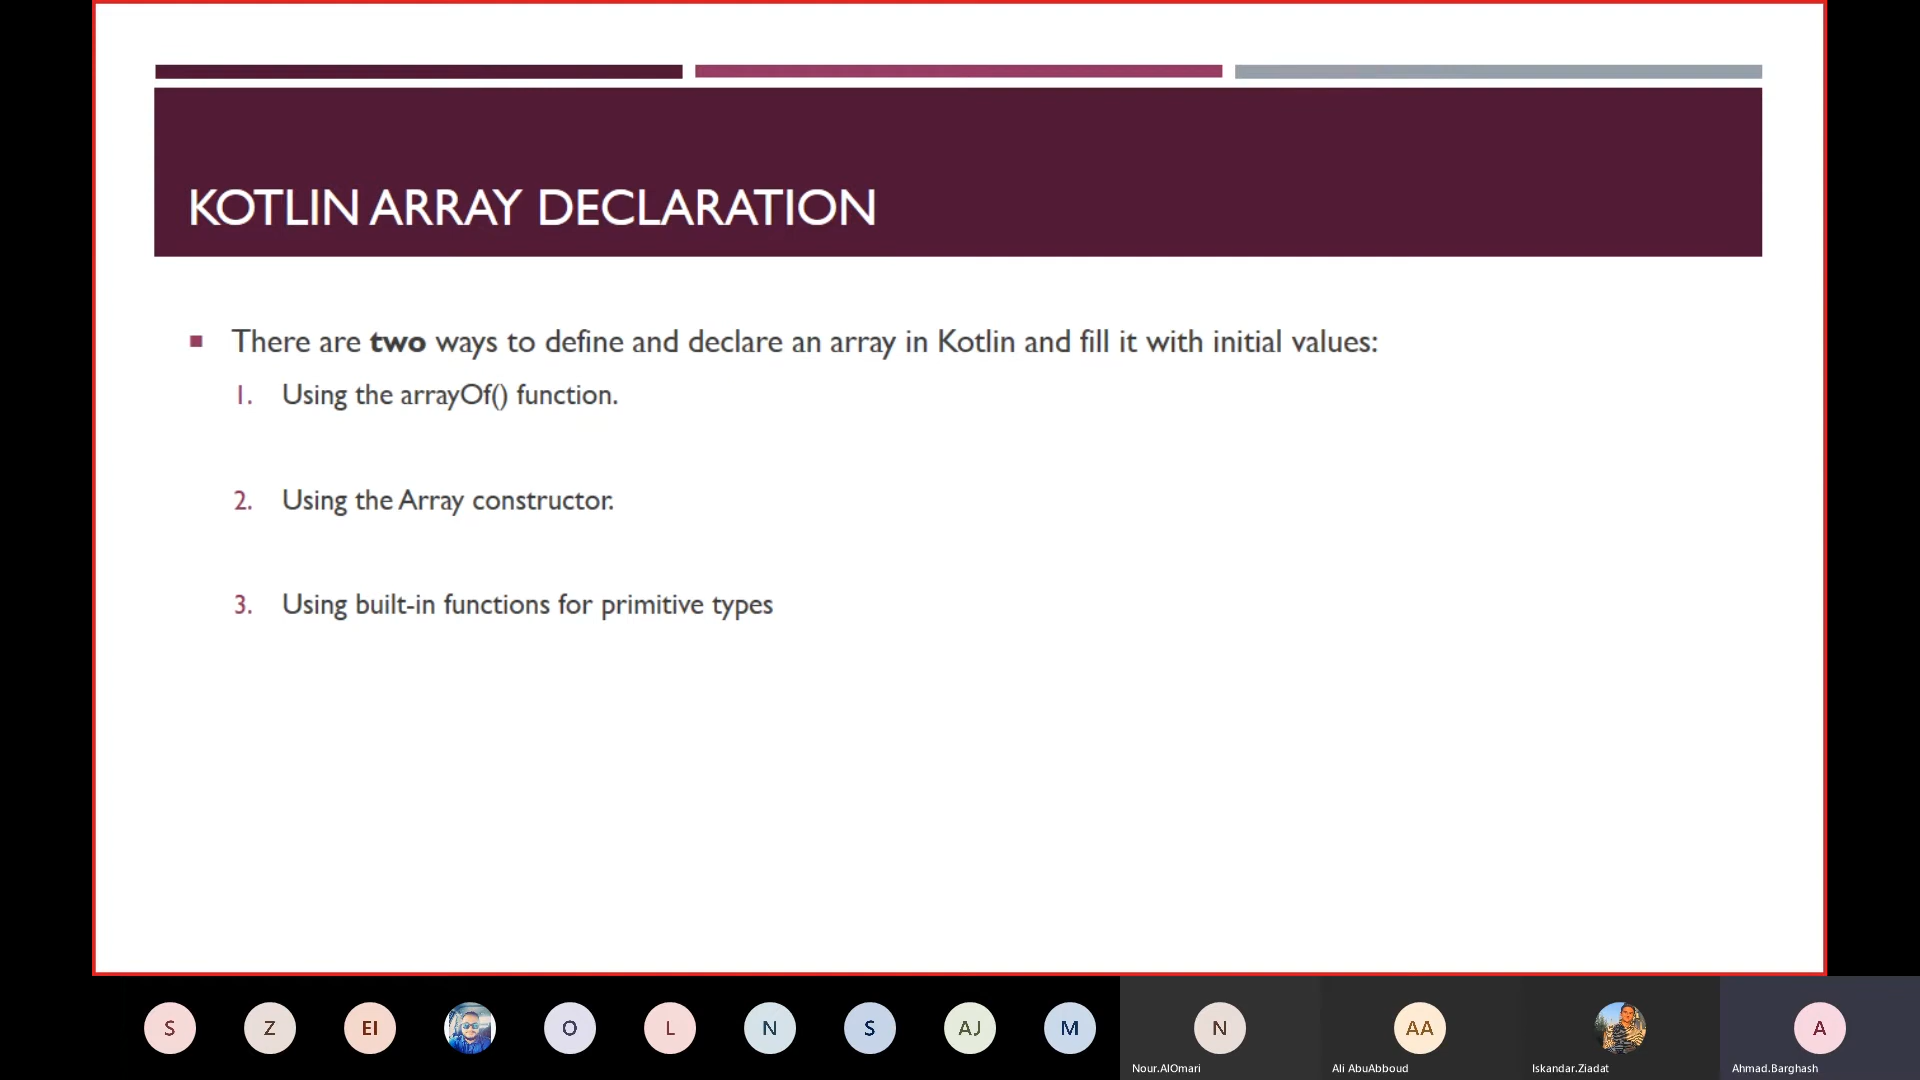 KOTLIN ARRAY DECLARATION
There are two ways to define and declare an array in Kotlin and fill it with initial values:
1. Using the arrayOf() function.
2. Using the Array constructor.
3. Using built-in functions for primitive types
S Z EI O L N S AJ M N AA A
Nour.AlOmari Ali AbuAbboud Iskandar.Ziadat Ahmad.Barghash